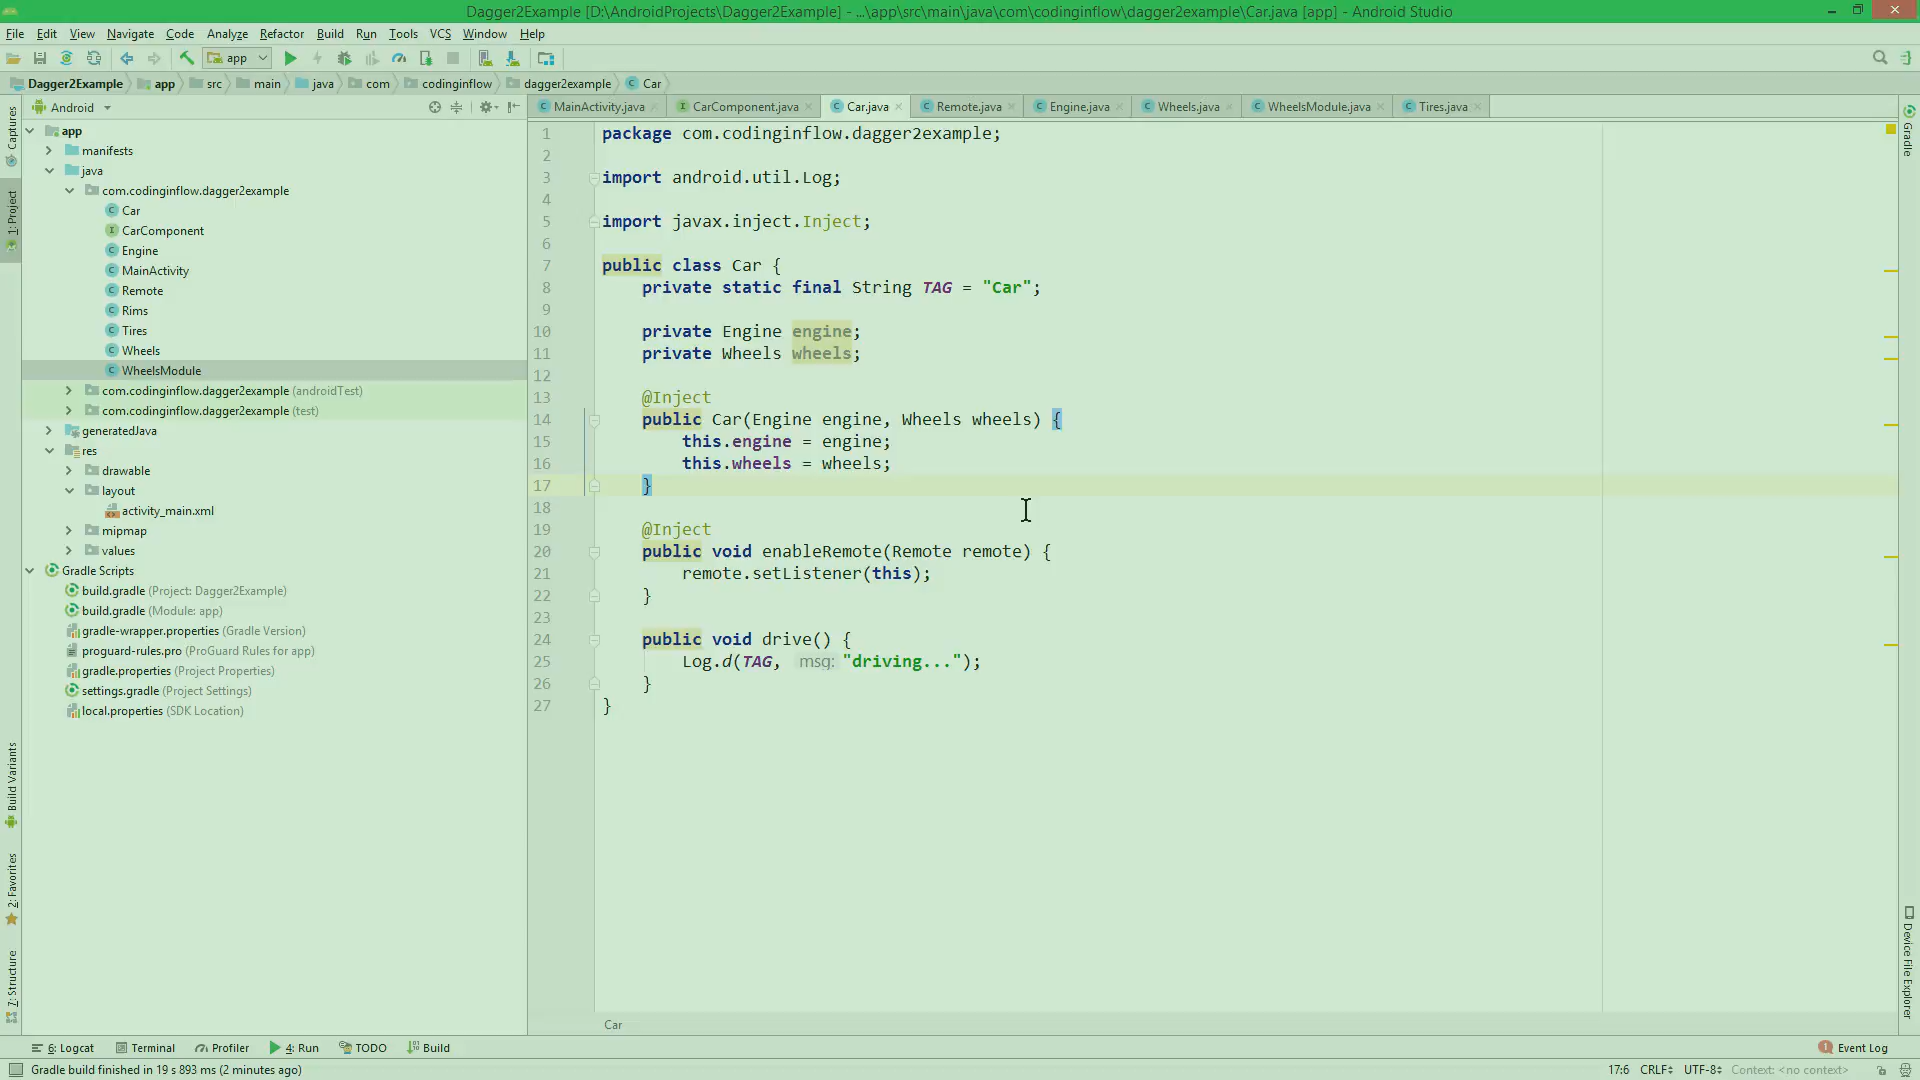 Dagger2Example [D:\AndroidProjects\Dagger2Example] - ...\app\src\main\java\com\codinginflow\dagger2example\Car.java [app] - Android Studio
File Edit View Navigate Code Analyze Refactor Build Run Tools VCS Window Help
app
Dagger2Example app src main java com codinginflow dagger2example Car
Android
MainActivity.java CarComponent.java Car.java Remote.java Engine.java Wheels.java WheelsModule.java Tires.java
Captures
1: Project
Build Variants
2: Favorites
7: Structure
app
manifests
java
com.codinginflow.dagger2example
Car
CarComponent
Engine
MainActivity
Remote
Rims
Tires
Wheels
WheelsModule
com.codinginflow.dagger2example (androidTest)
com.codinginflow.dagger2example (test)
generatedJava
res
drawable
layout
activity_main.xml
mipmap
values
Gradle Scripts
build.gradle (Project: Dagger2Example)
build.gradle (Module: app)
gradle-wrapper.properties (Gradle Version)
proguard-rules.pro (ProGuard Rules for app)
gradle.properties (Project Properties)
settings.gradle (Project Settings)
local.properties (SDK Location)
1 package com.codinginflow.dagger2example;
2
3 import android.util.Log;
4
5 import javax.inject.Inject;
6
7 public class Car {
8 private static final String TAG = "Car";
9
10 private Engine engine;
11 private Wheels wheels;
12
13 @Inject
14 public Car(Engine engine, Wheels wheels) {
15 this.engine = engine;
16 this.wheels = wheels;
17 }
18
19 @Inject
20 public void enableRemote(Remote remote) {
21 remote.setListener(this);
22 }
23
24 public void drive() {
25 Log.d(TAG, msg: "driving...");
26 }
27 }
Car
Gradle
Device File Explorer
6: Logcat Terminal Profiler 4: Run TODO Build Event Log
Gradle build finished in 19 s 893 ms (2 minutes ago) 17:6 CRLF UTF-8 Context: <no context>